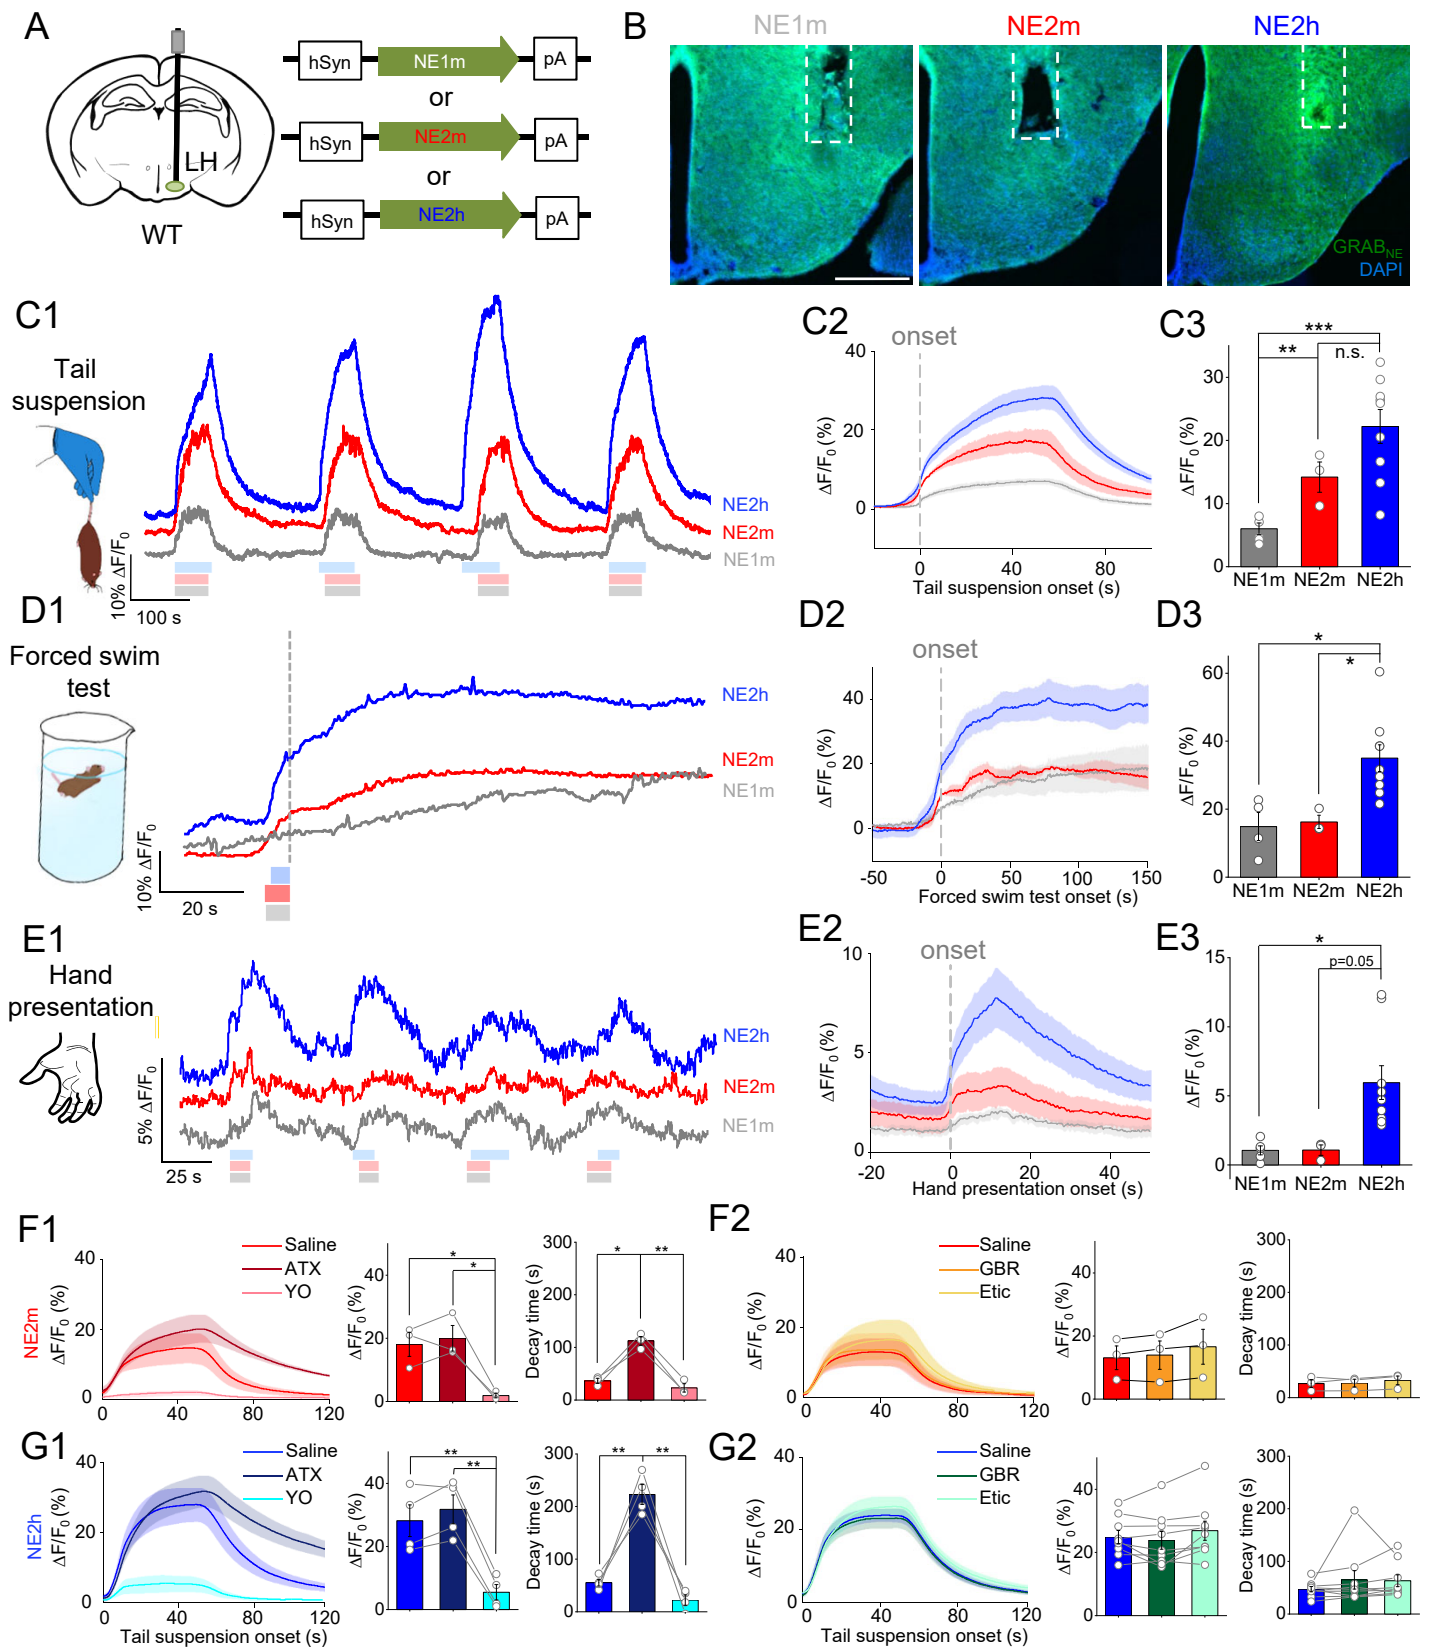 A
hSyn
NE1m
pA
or
hSyn
NE2m
pA
or
hSyn
NE2h
pA
LH
WT
B
NE1m
NE2m
NE2h
GRABNE
DAPI
C1
Tail
suspension
NE2h
NE2m
NE1m
10% ΔF/F0
100 s
C2
onset
40
20
0
ΔF/F0 (%)
0 40 80
Tail suspension onset (s)
C3
***
**
n.s.
30
20
10
0
ΔF/F0 (%)
NE1m NE2m NE2h
D1
Forced swim
test
NE2h
NE2m
NE1m
10% ΔF/F0
20 s
D2
onset
40
20
0
ΔF/F0 (%)
-50 0 50 100 150
Forced swim test onset (s)
D3
*
*
60
40
20
0
ΔF/F0 (%)
NE1m NE2m NE2h
E1
Hand
presentation
NE2h
NE2m
NE1m
5% ΔF/F0
25 s
E2
onset
10
5
0
ΔF/F0 (%)
-20 0 20 40
Hand presentation onset (s)
E3
*
p=0.05
15
10
5
0
ΔF/F0 (%)
NE1m NE2m NE2h
F1
NE2m
Saline
ATX
YO
40
20
0
ΔF/F0 (%)
0 40 80 120
*
*
40
20
0
ΔF/F0 (%)
* **
300
200
100
0
Decay time (s)
F2
Saline
GBR
Etic
40
20
0
ΔF/F0 (%)
0 40 80 120
40
20
0
ΔF/F0 (%)
300
200
100
0
Decay time (s)
G1
NE2h
Saline
ATX
YO
40
20
0
ΔF/F0 (%)
0 40 80 120
Tail suspension onset (s)
**
**
40
20
0
ΔF/F0 (%)
** **
300
200
100
0
Decay time (s)
G2
Saline
GBR
Etic
40
20
0
ΔF/F0 (%)
0 40 80 120
Tail suspension onset (s)
40
20
0
ΔF/F0 (%)
300
200
100
0
Decay time (s)